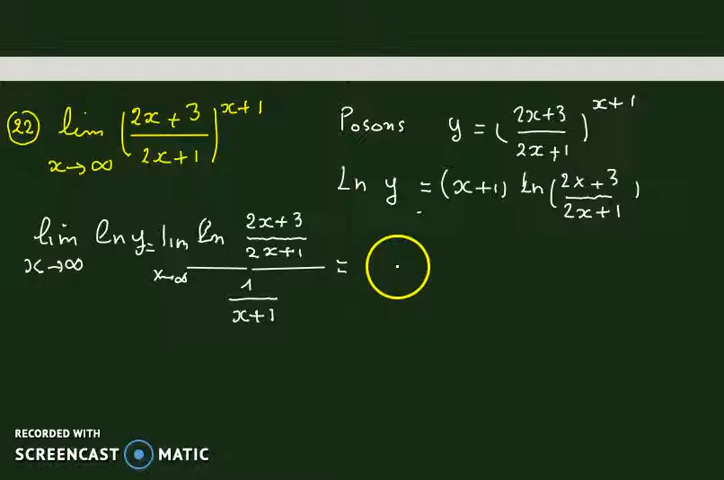 22 lim x→∞ ((2x+3)/(2x+1))^(x+1)
Posons y = ((2x+3)/(2x+1))^(x+1)
Ln y = (x+1) ln((2x+3)/(2x+1))
lim x→∞ ln y = lim x→∞ (ln (2x+3)/(2x+1))/(1/(x+1)) =
RECORDED WITH
SCREENCAST MATIC